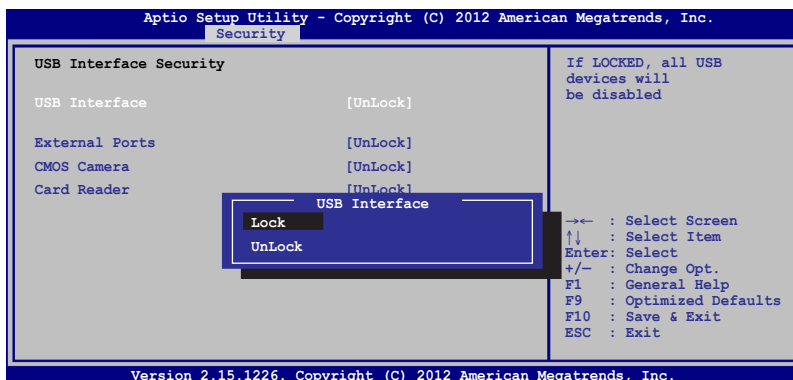 Aptio Setup Utility - Copyright (C) 2012 American Megatrends, Inc.
Security
USB Interface Security
USB Interface [UnLock]
External Ports [UnLock]
CMOS Camera [UnLock]
Card Reader [UnLock]
USB Interface
Lock
UnLock
If LOCKED, all USB
devices will
be disabled
→← : Select Screen
↑↓ : Select Item
Enter: Select
+/— : Change Opt.
F1 : General Help
F9 : Optimized Defaults
F10 : Save & Exit
ESC : Exit
Version 2.15.1226. Copyright (C) 2012 American Megatrends, Inc.